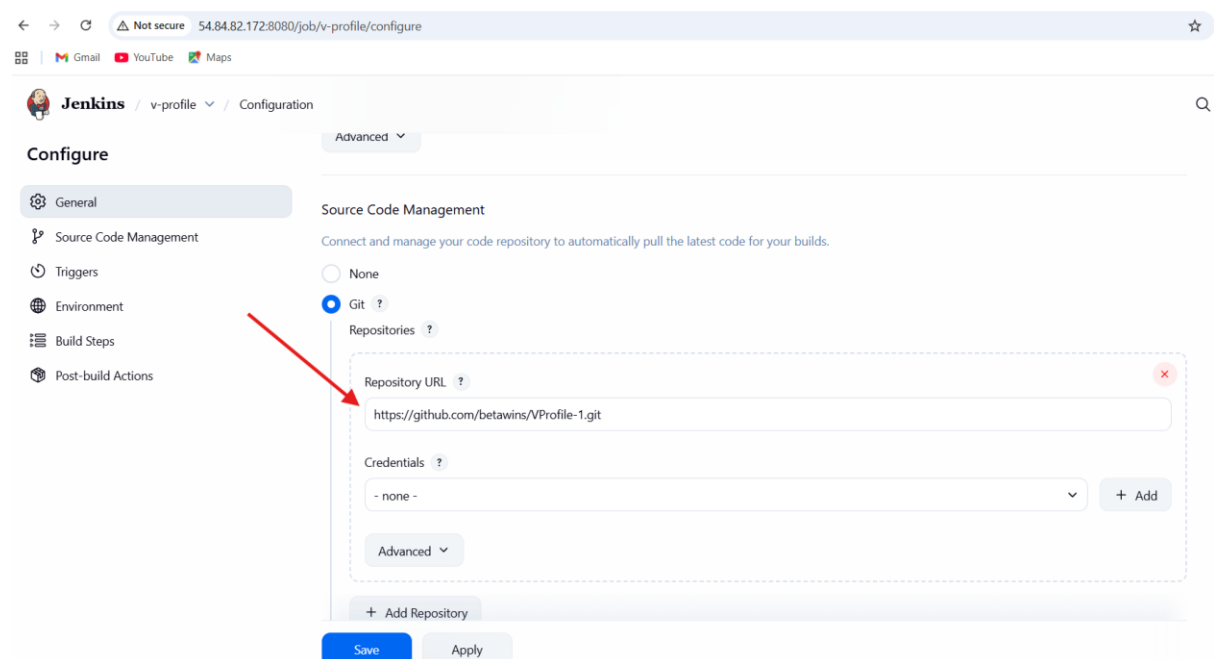 Not secure 54.84.82.172:8080/job/v-profile/configure
Gmail YouTube Maps
Jenkins / v-profile / Configuration
Advanced
Configure
General
Source Code Management
Triggers
Environment
Build Steps
Post-build Actions
Source Code Management
Connect and manage your code repository to automatically pull the latest code for your builds.
None
Git ?
Repositories ?
Repository URL ?
https://github.com/betawins/VProfile-1.git
Credentials ?
- none -
+ Add
Advanced
+ Add Repository
Save Apply